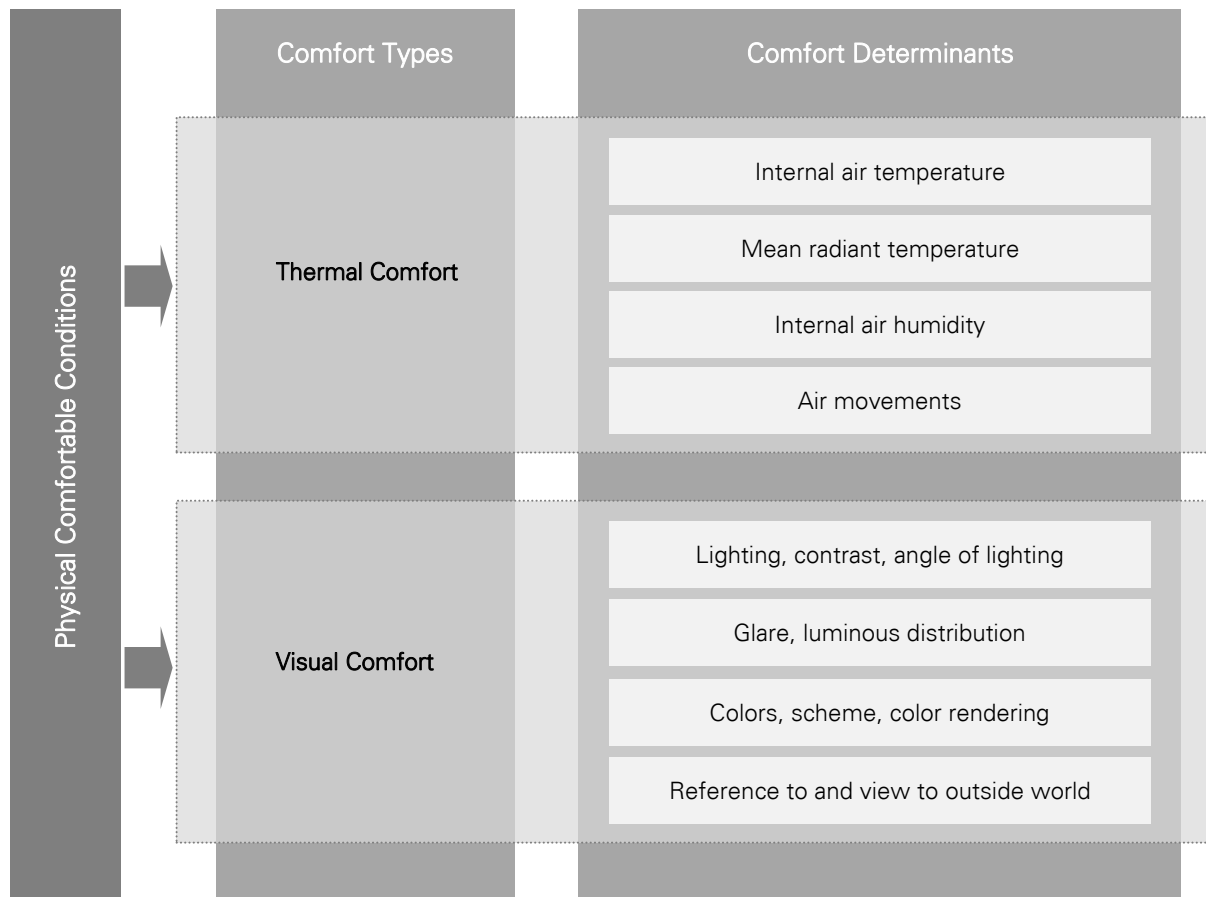 Physical Comfortable Conditions
Comfort Types
Comfort Determinants
Thermal Comfort
Internal air temperature
Mean radiant temperature
Internal air humidity
Air movements
Visual Comfort
Lighting, contrast, angle of lighting
Glare, luminous distribution
Colors, scheme, color rendering
Reference to and view to outside world